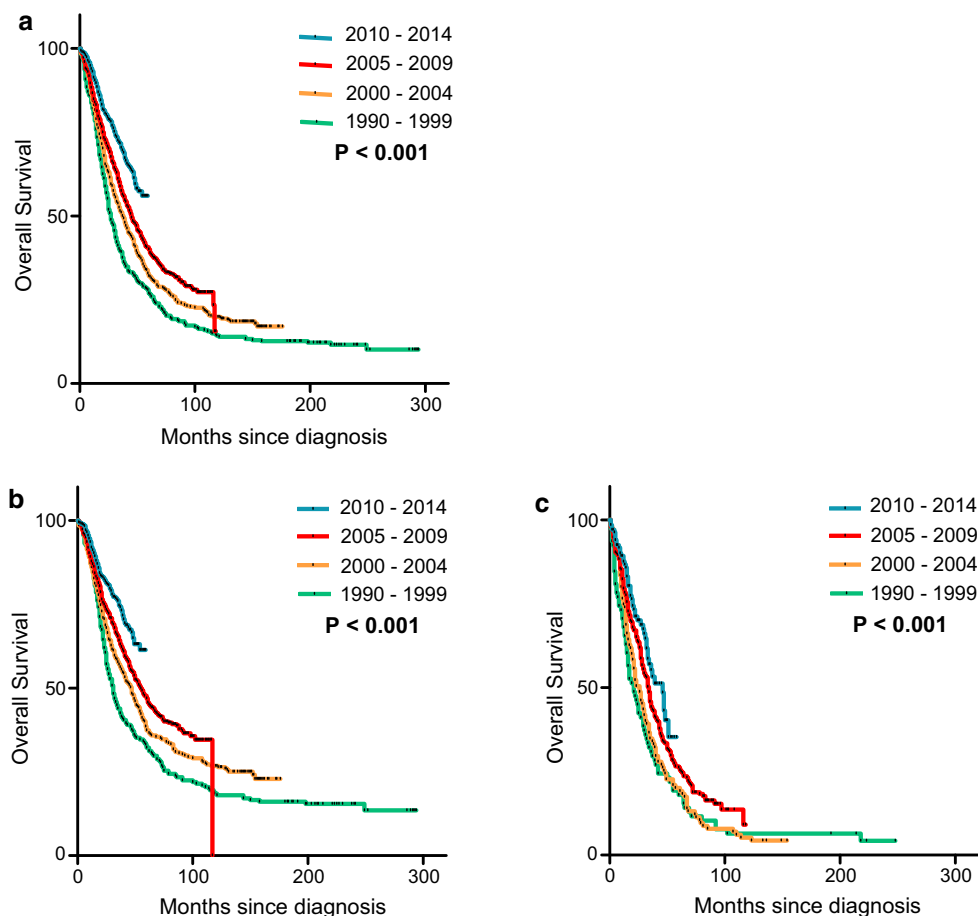 a
2010 - 2014
2005 - 2009
2000 - 2004
1990 - 1999
P < 0.001
100
50
0
Overall Survival
0 100 200 300
Months since diagnosis
b
2010 - 2014
2005 - 2009
2000 - 2004
1990 - 1999
P < 0.001
100
50
0
Overall Survival
0 100 200 300
Months since diagnosis
c
2010 - 2014
2005 - 2009
2000 - 2004
1990 - 1999
P < 0.001
100
50
0
Overall Survival
0 100 200 300
Months since diagnosis